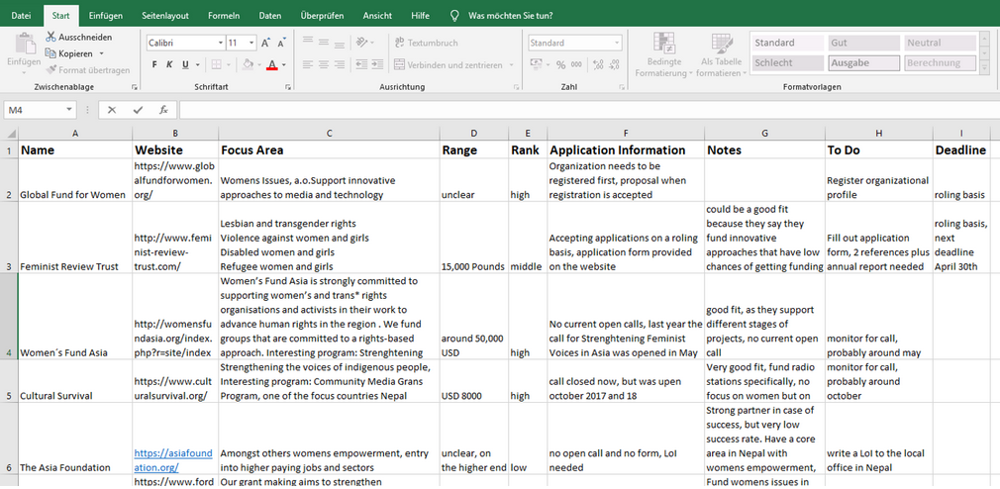 Datei Start Einfügen Seitenlayout Formeln Daten Überprüfen Ansicht Hilfe Was möchten Sie tun?
Einfügen
Ausschneiden
Kopieren
Format übertragen
Zwischenablage
Calibri 11 A A
F K U A
Schriftart
Textumbruch
Verbinden und zentrieren
Ausrichtung
Standard
% 000
Zahl
Bedingte
Formatierung
Als Tabelle
formatieren
Standard Gut Neutral
Schlecht Ausgabe Berechnung
Formatvorlagen
M4 fx
A B C D E F G H I
1 Name Website Focus Area Range Rank Application Information Notes To Do Deadline
2
Global Fund for Women
https://www.glob
alfundforwomen.
org/
Womens Issues, a.o.Support innovative
approaches to media and technology
unclear
high
Organization needs to be
registered first, proposal when
registration is accepted
Register organizational
profile
roling basis
3
Feminist Review Trust
http://www.femi
nist-review-
trust.com/
Lesbian and transgender rights
Violence against women and girls
Disabled women and girls
Refugee women and girls
15,000 Pounds
middle
Accepting applications on a roling
basis, application form provided
on the website
could be a good fit
because they say they
fund innovative
approaches that have low
chances of getting funding
Fill out application
form, 2 references plus
annual report needed
roling basis,
next
deadline
April 30th
4
Women´s Fund Asia
http://womensfu
ndasia.org/index.
php?r=site/index
Women’s Fund Asia is strongly committed to
supporting women’s and trans* rights
organisations and activists in their work to
advance human rights in the region . We fund
groups that are committed to a rights-based
approach. Interesting program: Strenghtening
around 50,000
USD
high
No current open calls, last year the
call for Strenghtening Feminist
Voices in Asia was opened in May
good fit, as they support
different stages of
projects, no current open
call
monitor for call,
probably around may
5
Cultural Survival
https://www.cult
uralsurvival.org/
Strengthening the voices of indigenous people,
Interesting program: Community Media Grans
Program, one of the focus countries Nepal
USD 8000
high
call closed now, but was upen
october 2017 and 18
Very good fit, fund radio
stations specifically, no
focus on women but on
monitor for call,
probably around
october
6
The Asia Foundation
https://asiafound
ation.org/
Amongst others womens empowerment, entry
into higher paying jobs and sectors
unclear, on
the higher end
low
no open call and no form, LoI
needed
Strong partner in case of
success, but very low
success rate. Have a core
area in Nepal with
womens empowerment,
write a LoI to the local
office in Nepal
https://www.ford
Our grant making aims to strengthen
Fund womens issues in